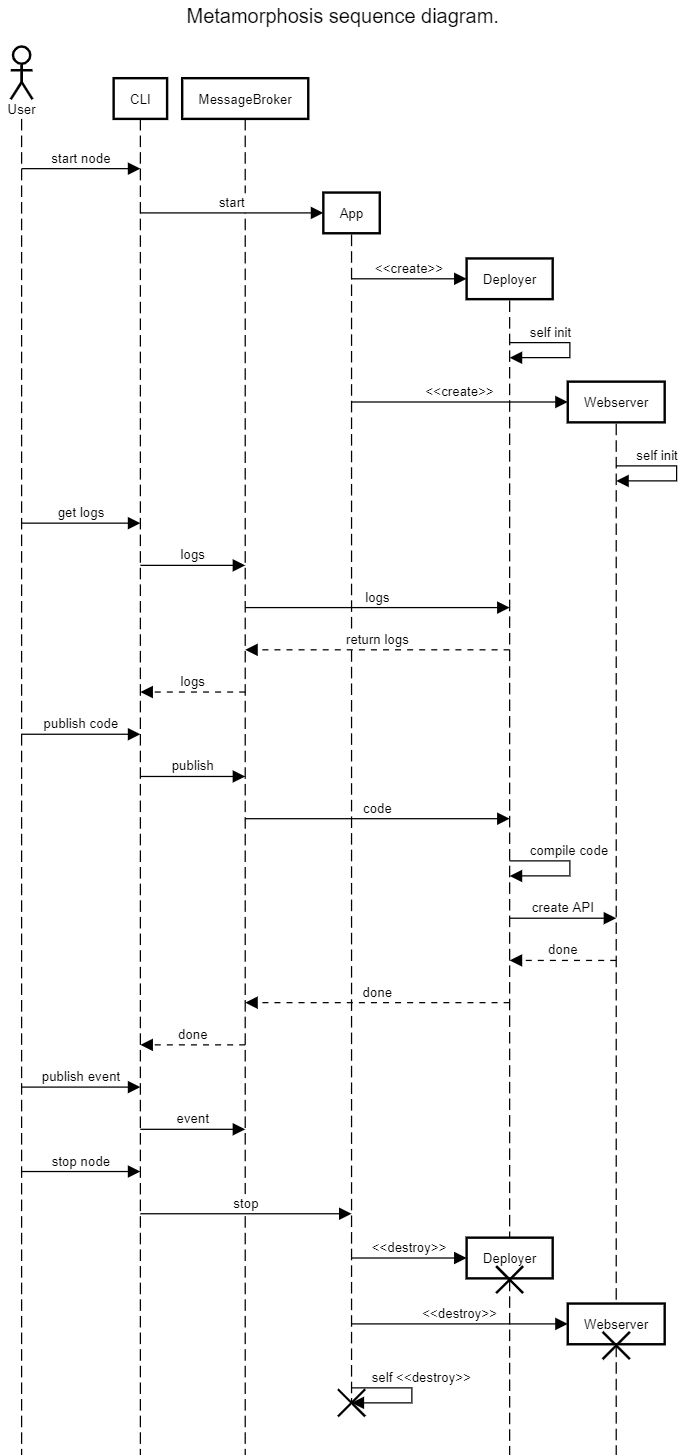 Metamorphosis sequence diagram.
User
CLI
MessageBroker
start node
start
App
<<create>>
Deployer
self init
<<create>>
Webserver
self init
get logs
logs
logs
return logs
logs
publish code
publish
code
compile code
create API
done
done
done
publish event
event
stop node
stop
<<destroy>>
Deployer
<<destroy>>
Webserver
self <<destroy>>